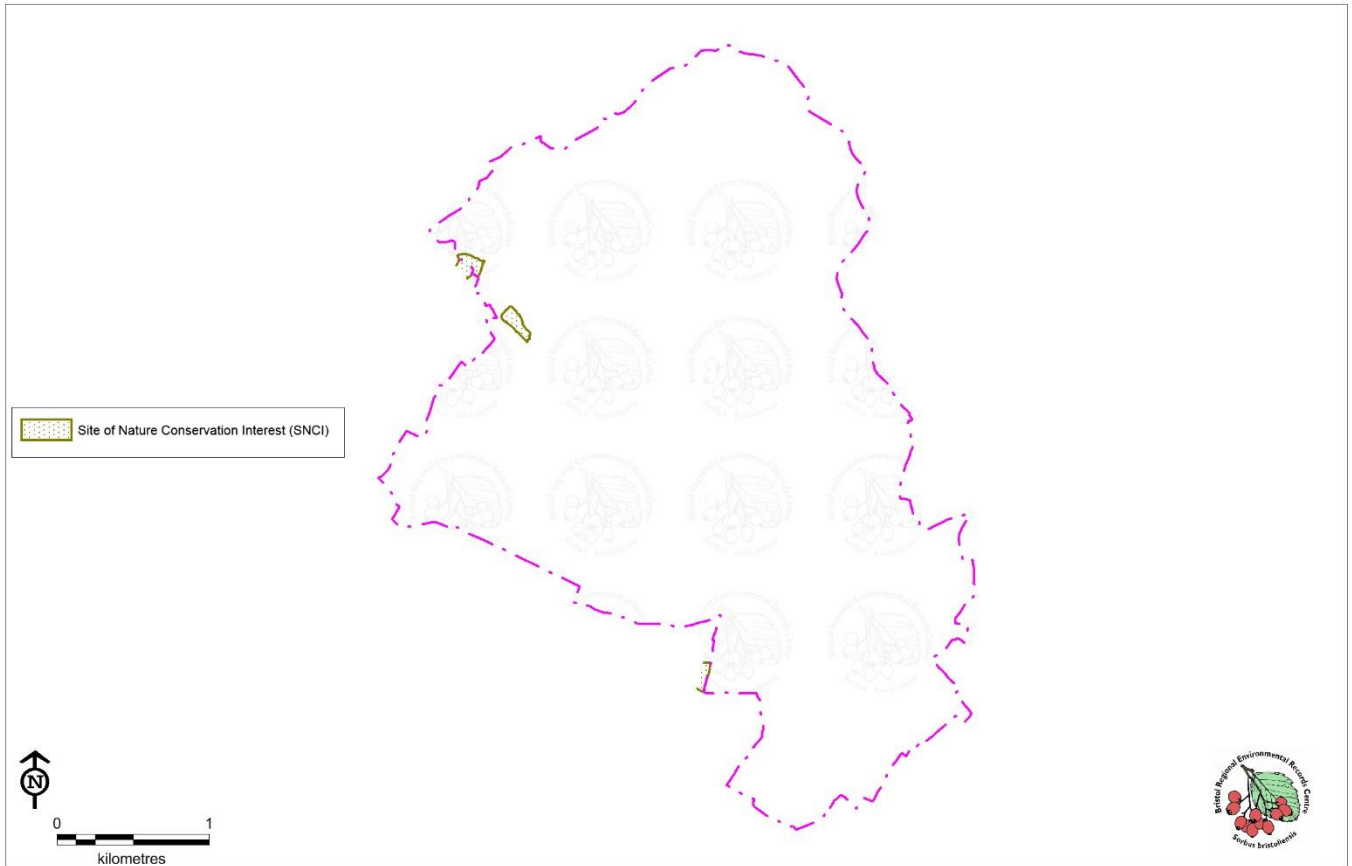 Site of Nature Conservation Interest (SNCI)
N
0 1
kilometres
Bristol Regional Environmental Records Centre
Sorbus bristoliensis